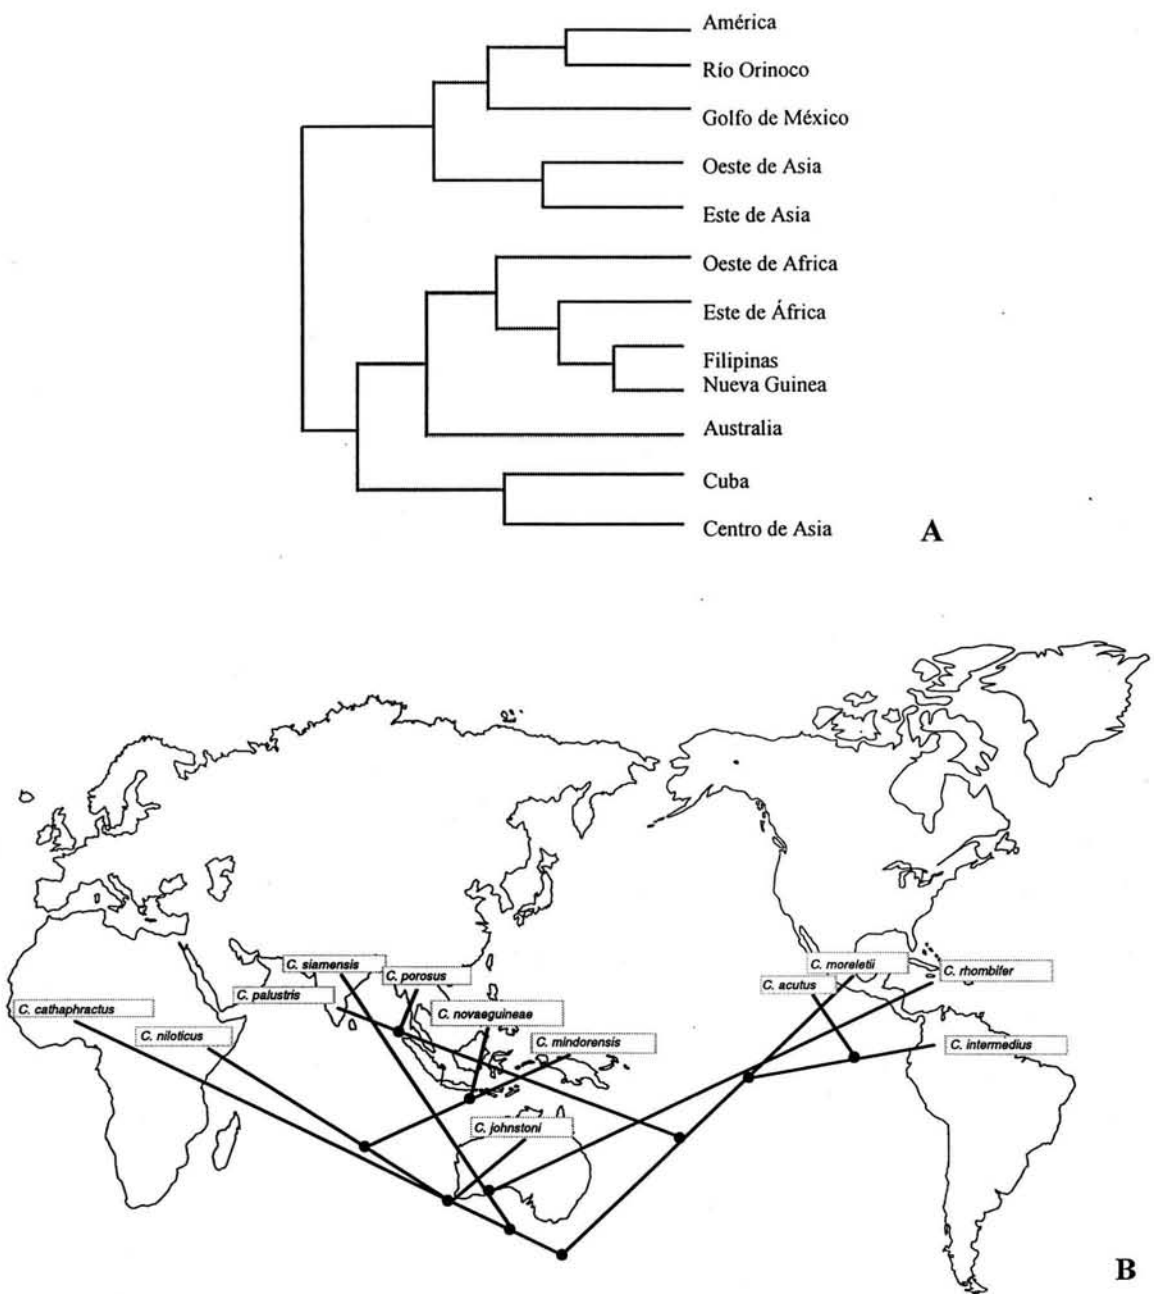 América
Río Orinoco
Golfo de México
Oeste de Asia
Este de Asia
Oeste de Africa
Este de África
Filipinas
Nueva Guinea
Australia
Cuba
Centro de Asia
A
C. siamensis
C. porosus
C. moreletii
C. rhombifer
C. palustris
C. acutus
C. cathaphractus
C. novaeguineae
C. niloticus
C. mindorensis
C. intermedius
C. johnstoni
B